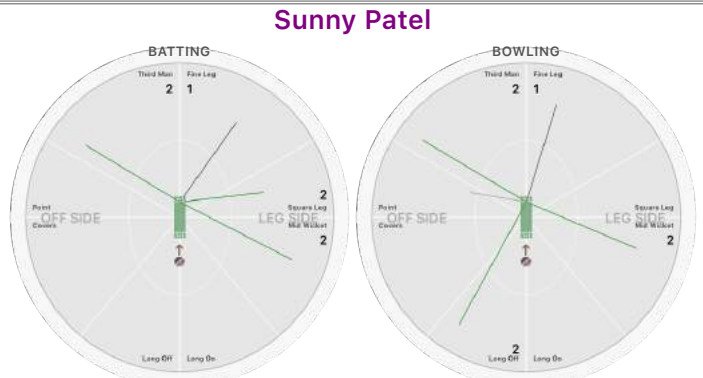 Sunny Patel
BATTING
Third Man Fine Leg
2 1
2
Point Square Leg
OFF SIDE LEG SIDE
Covers Mid Wicket
2
Long Off Long On
BOWLING
Third Man Fine Leg
2 1
Point Square Leg
OFF SIDE LEG SIDE
Covers Mid Wicket
2
2
Long Off Long On